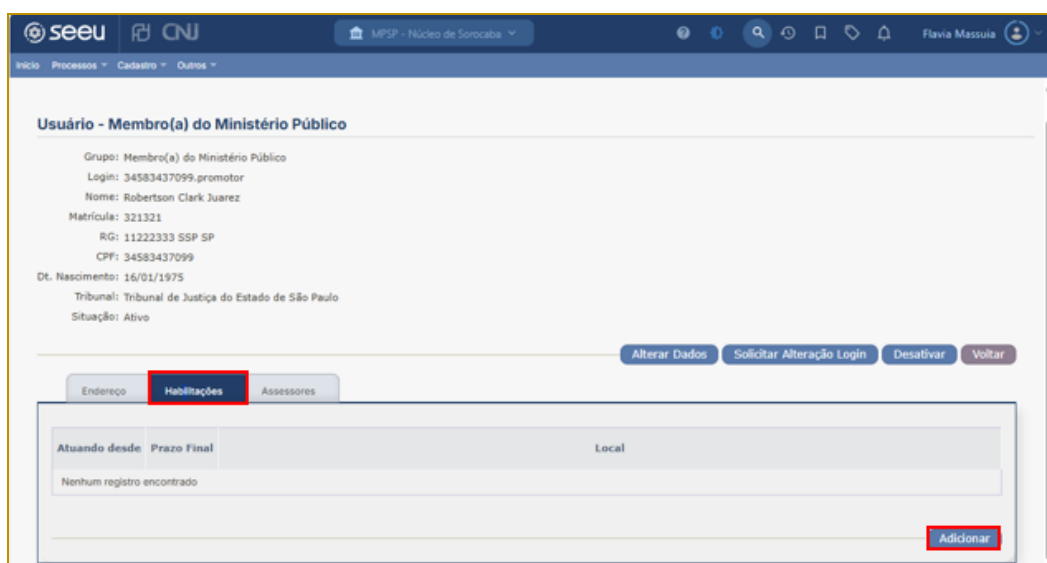 seeu CNJ MPSP - Núcleo de Sorocaba Flavia Massuia
Início Processos Cadastro Outros
Usuário - Membro(a) do Ministério Público
Grupo: Membro(a) do Ministério Público
Login: 34583437099.promotor
Nome: Robertson Clark Juarez
Matrícula: 321321
RG: 11222333 SSP SP
CPF: 34583437099
Dt. Nascimento: 16/01/1975
Tribunal: Tribunal de Justiça do Estado de São Paulo
Situação: Ativo
Alterar Dados Solicitar Alteração Login Desativar Voltar
Endereço Habilitações Assessores
Atuando desde Prazo Final Local
Nenhum registro encontrado
Adicionar